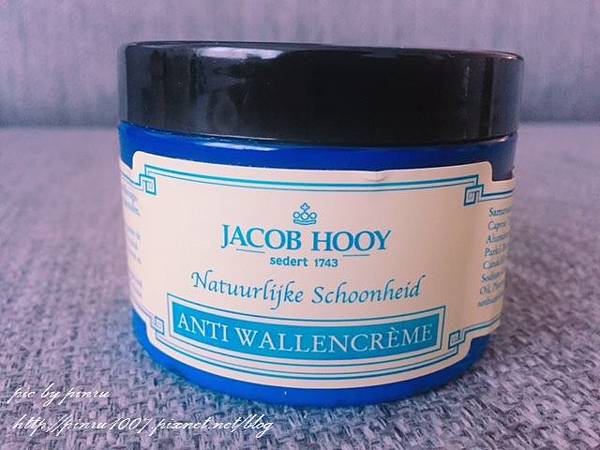 JACOB HOOY
sedert 1743
Natuurlijke Schoonheid
ANTI WALLENCRÈME
pic by pinru
http://pinru1007.pixnet.net/blog